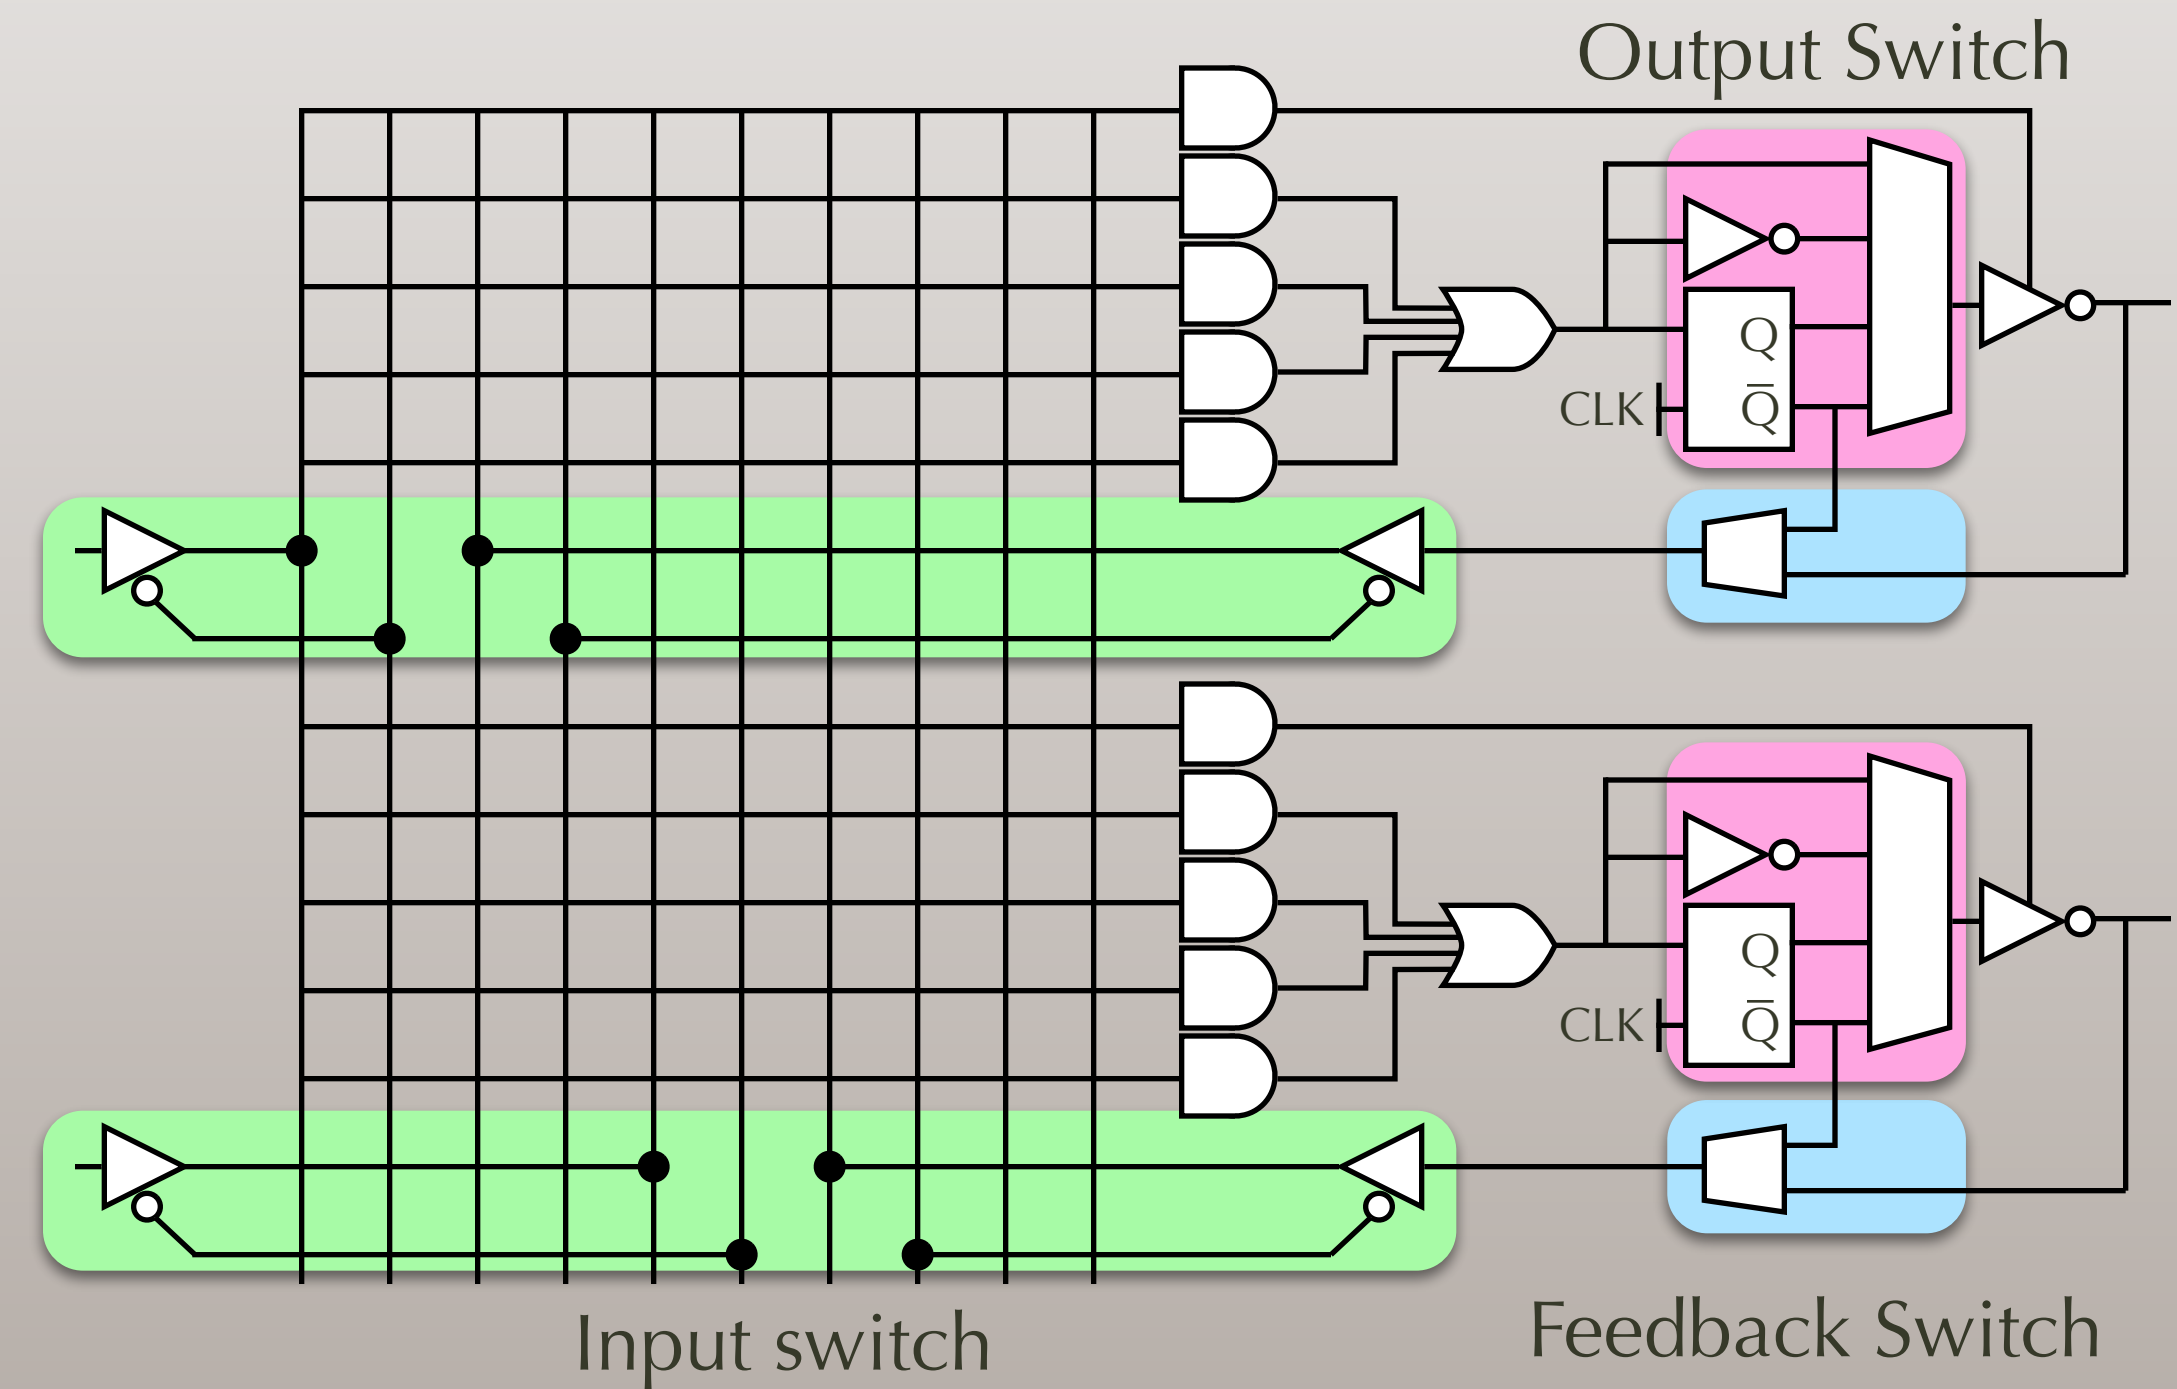 Output Switch
Q
CLK
Q̅
Q
CLK
Q̅
Input switch
Feedback Switch